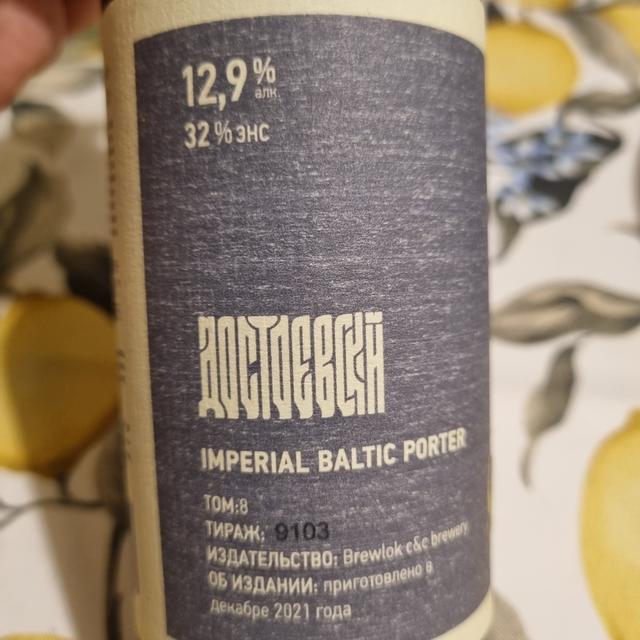 12,9%
алк
32% ЭНС
ДОСТОЕВСКИЙ
IMPERIAL BALTIC PORTER
ТОМ:8
ТИРАЖ: 9103
ИЗДАТЕЛЬСТВО: Brewlok c&c brewery
ОБ ИЗДАНИИ: приготовлено в
декабре 2021 года